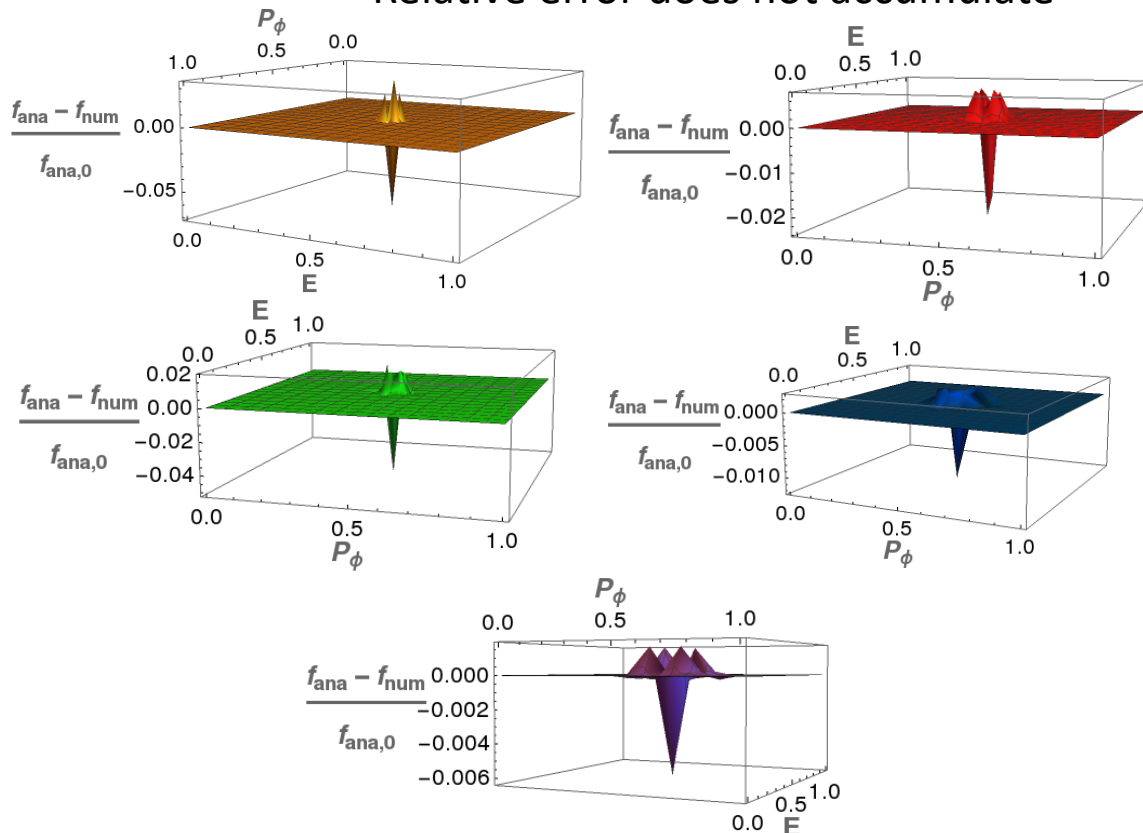 Relative error does not accumulate
P_ϕ
1.0 0.5 0.0
f_ana − f_num
f_ana,0
0.00
−0.05
0.0 0.5 1.0
E
E
0.0 0.5 1.0
f_ana − f_num
f_ana,0
0.00
−0.01
−0.02
0.0 0.5 1.0
P_ϕ
E
0.0 0.5 1.0
f_ana − f_num
f_ana,0
0.02
0.00
−0.02
−0.04
0.0 0.5 1.0
P_ϕ
E
0.0 0.5 1.0
f_ana − f_num
f_ana,0
0.000
−0.005
−0.010
0.0 0.5 1.0
P_ϕ
P_ϕ
0.0 0.5 1.0
f_ana − f_num
f_ana,0
0.000
−0.002
−0.004
−0.006
0.0 0.5 1.0
E